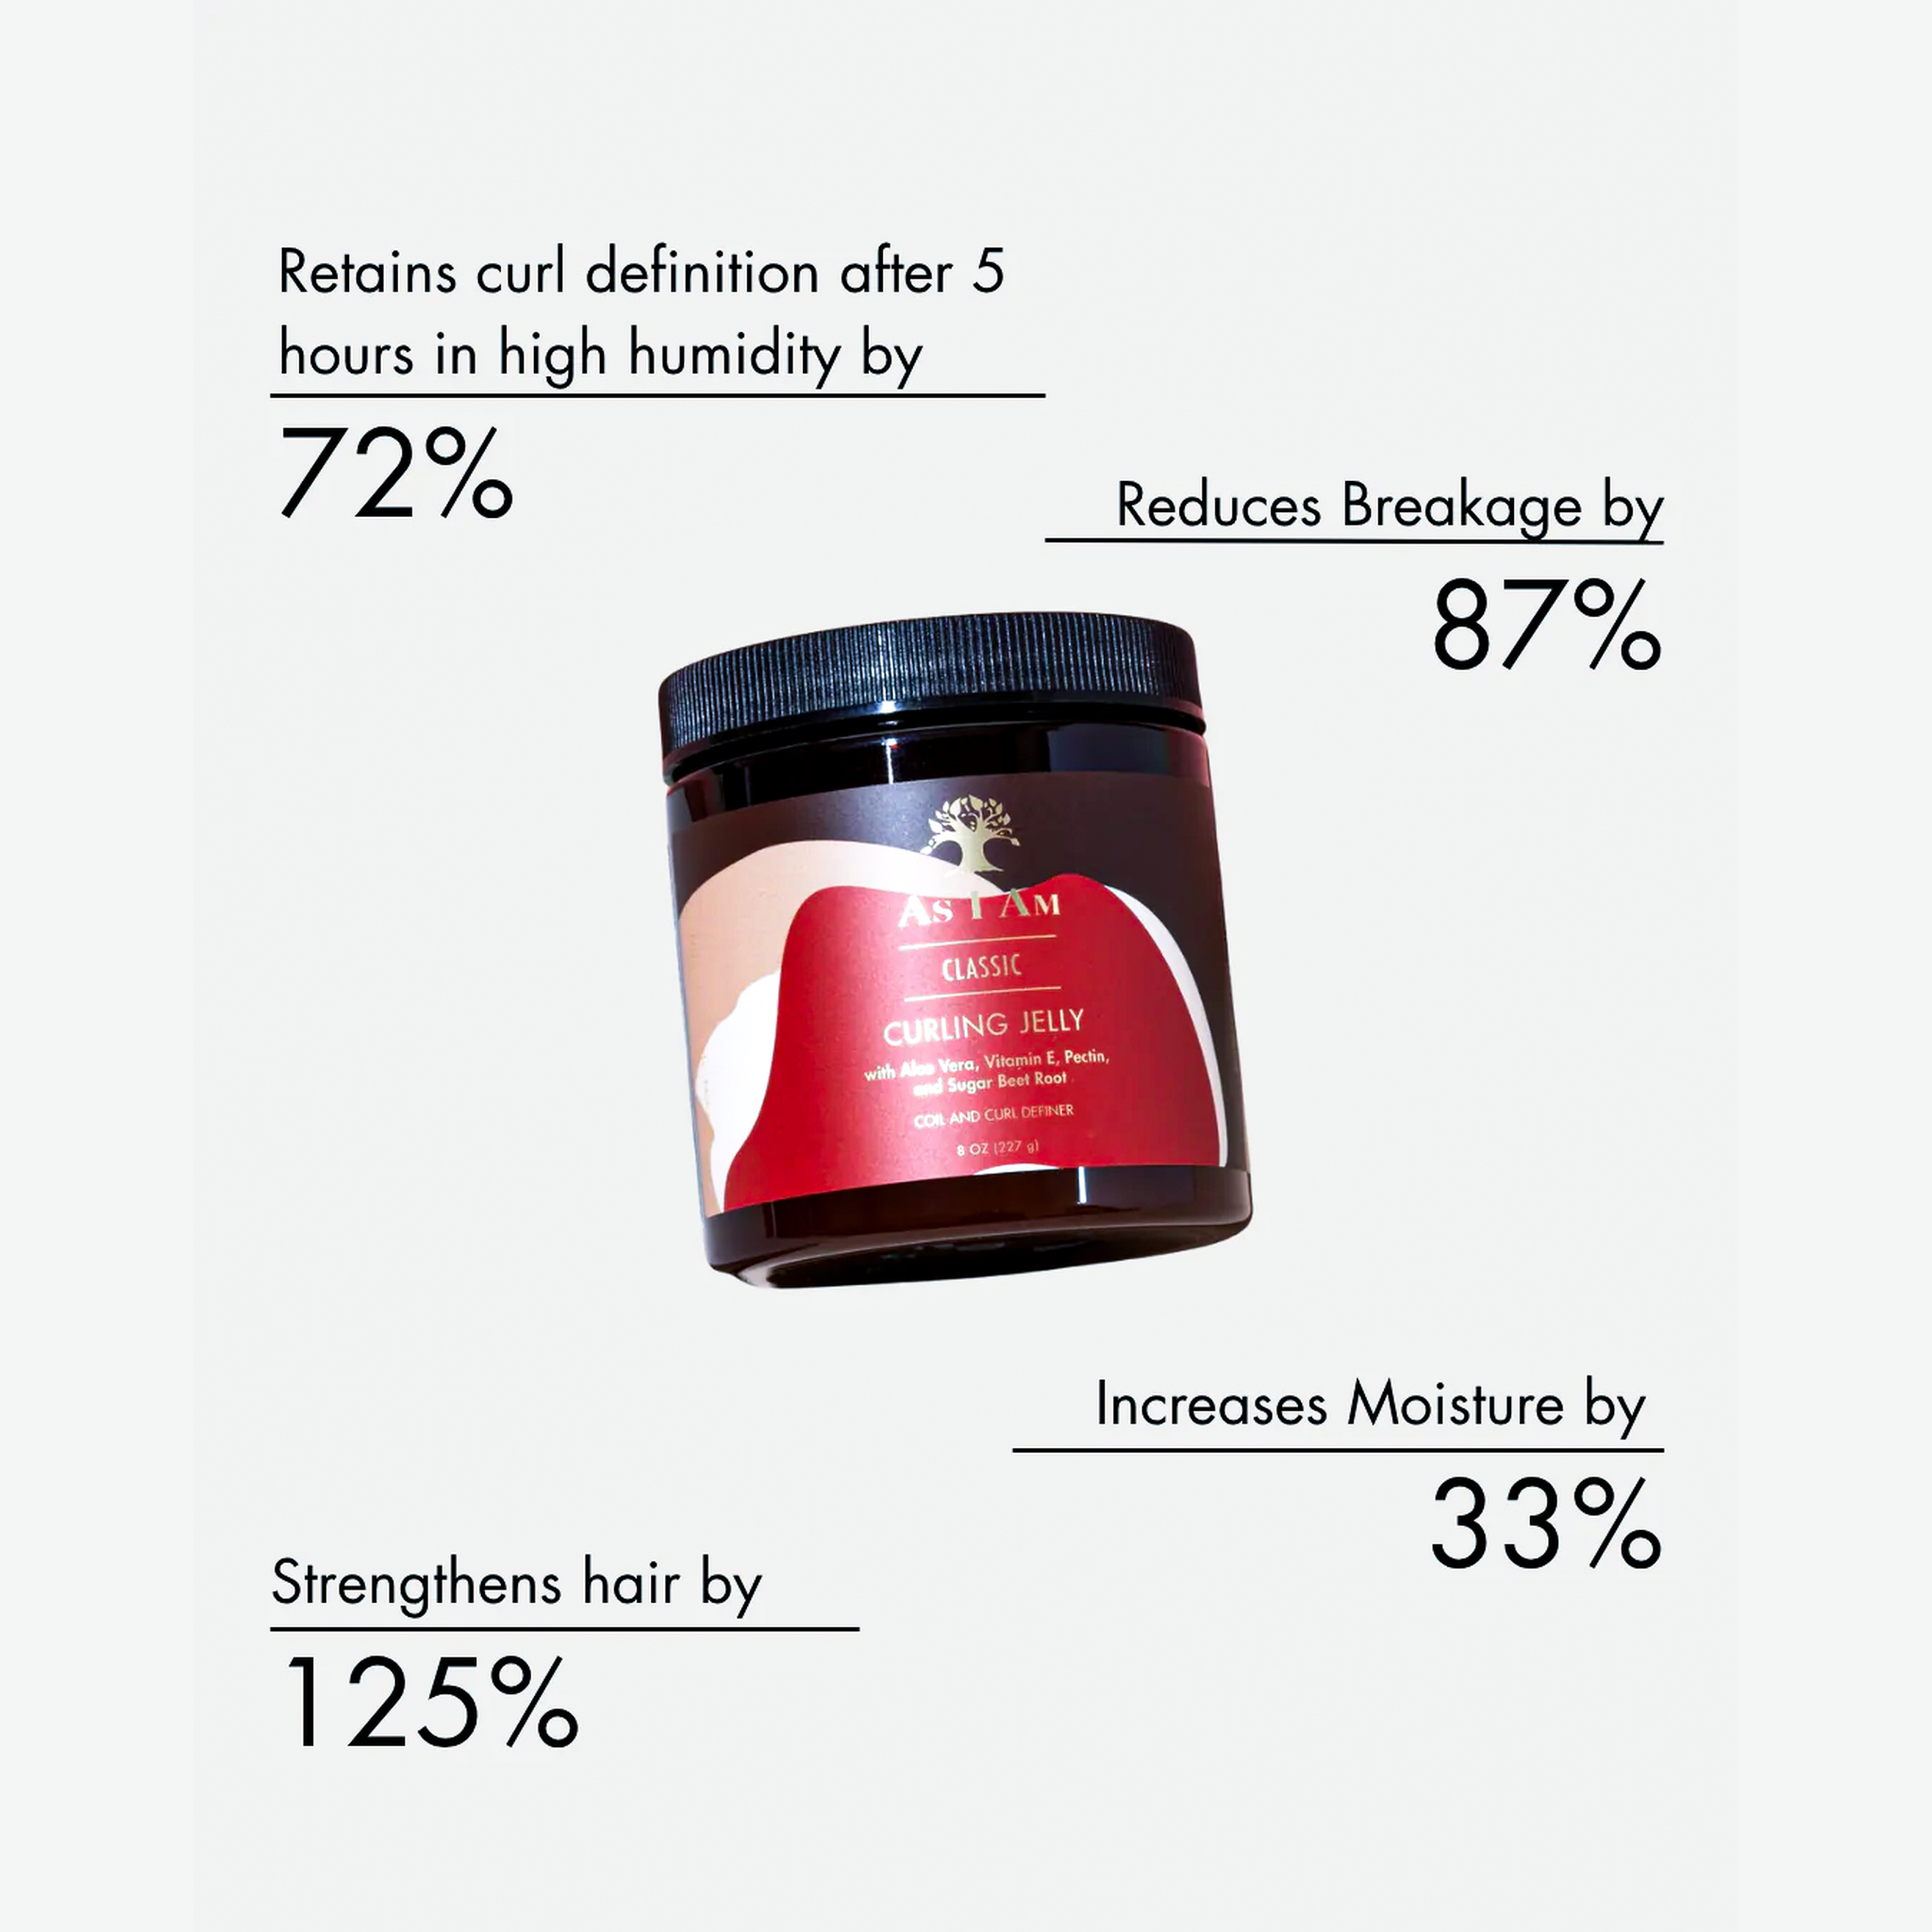 Retains curl definition after 5
hours in high humidity by
72%
Reduces Breakage by
87%
AS I AM
CLASSIC
CURLING JELLY
with Aloe Vera, Vitamin E, Pectin,
and Sugar Beet Root
COIL AND CURL DEFINER
8 OZ (227 g)
Increases Moisture by
33%
Strengthens hair by
125%